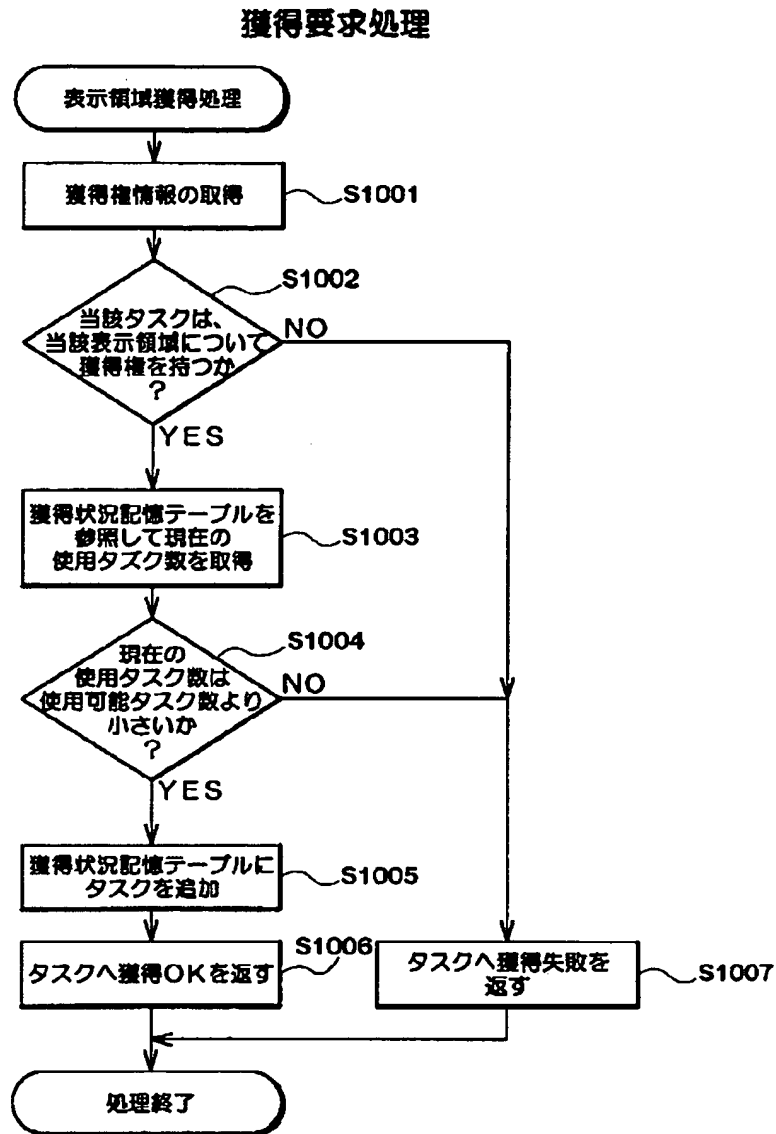 獲得要求処理
表示領域獲得処理
獲得権情報の取得
S1001
S1002
当該タスクは、
当該表示領域について
獲得権を持つか
?
NO
YES
獲得状況記憶テーブルを
参照して現在の
使用タスク数を取得
S1003
S1004
現在の
使用タスク数は
使用可能タスク数より
小さいか
?
NO
YES
獲得状況記憶テーブルに
タスクを追加
S1005
タスクへ獲得OKを返す
S1006
タスクへ獲得失敗を
返す
S1007
処理終了